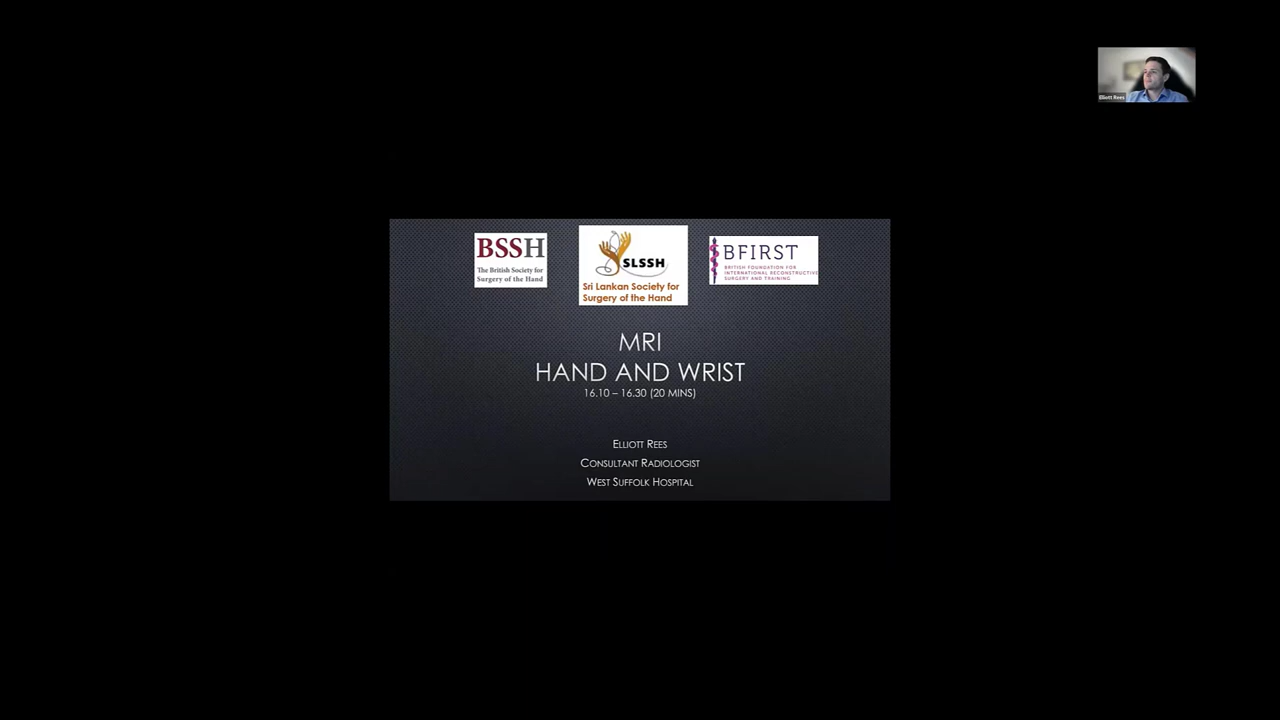 Elliott Rees
BSSH
The British Society for
Surgery of the Hand
SLSSH
Sri Lankan Society for
Surgery of the Hand
BFIRST
BRITISH FOUNDATION FOR
INTERNATIONAL RECONSTRUCTIVE
SURGERY AND TRAINING
MRI
HAND AND WRIST
16.10 – 16.30 (20 MINS)
ELLIOTT REES
CONSULTANT RADIOLOGIST
WEST SUFFOLK HOSPITAL